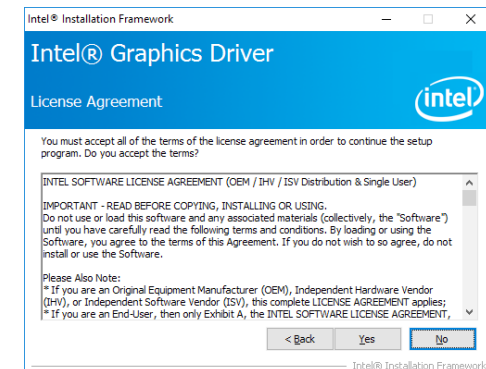 Intel® Installation Framework
Intel® Graphics Driver
License Agreement
intel
You must accept all of the terms of the license agreement in order to continue the setup
program. Do you accept the terms?
INTEL SOFTWARE LICENSE AGREEMENT (OEM / IHV / ISV Distribution & Single User)
IMPORTANT - READ BEFORE COPYING, INSTALLING OR USING.
Do not use or load this software and any associated materials (collectively, the "Software")
until you have carefully read the following terms and conditions. By loading or using the
Software, you agree to the terms of this Agreement. If you do not wish to so agree, do not
install or use the Software.
Please Also Note:
* If you are an Original Equipment Manufacturer (OEM), Independent Hardware Vendor
(IHV), or Independent Software Vendor (ISV), this complete LICENSE AGREEMENT applies;
* If you are an End-User, then only Exhibit A, the INTEL SOFTWARE LICENSE AGREEMENT,
< Back Yes No
Intel® Installation Framework